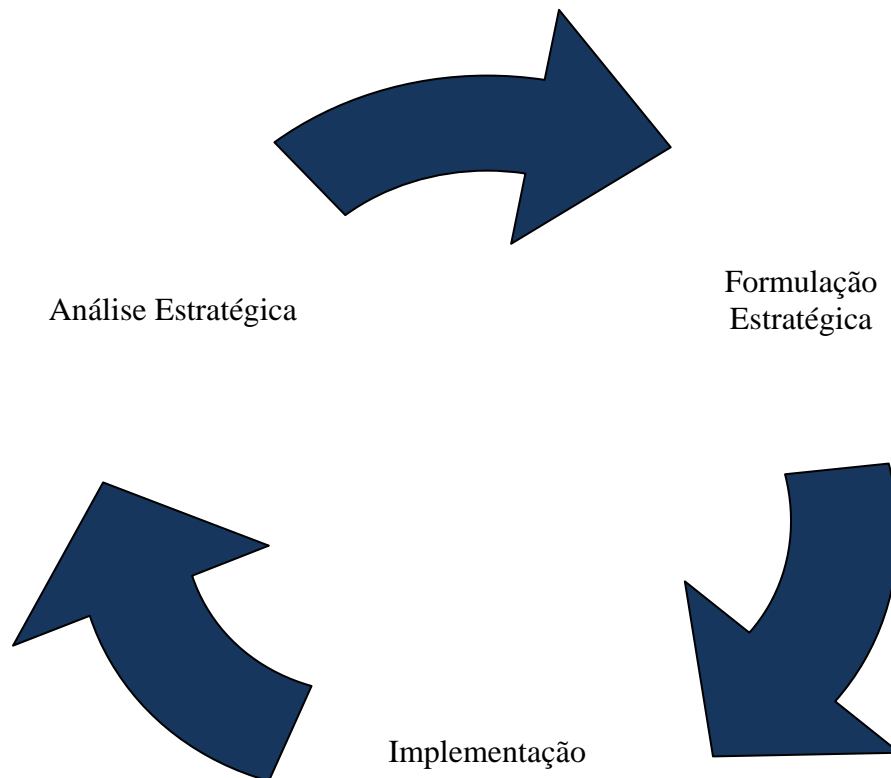 Análise Estratégica
Formulação
Estratégica
Implementação